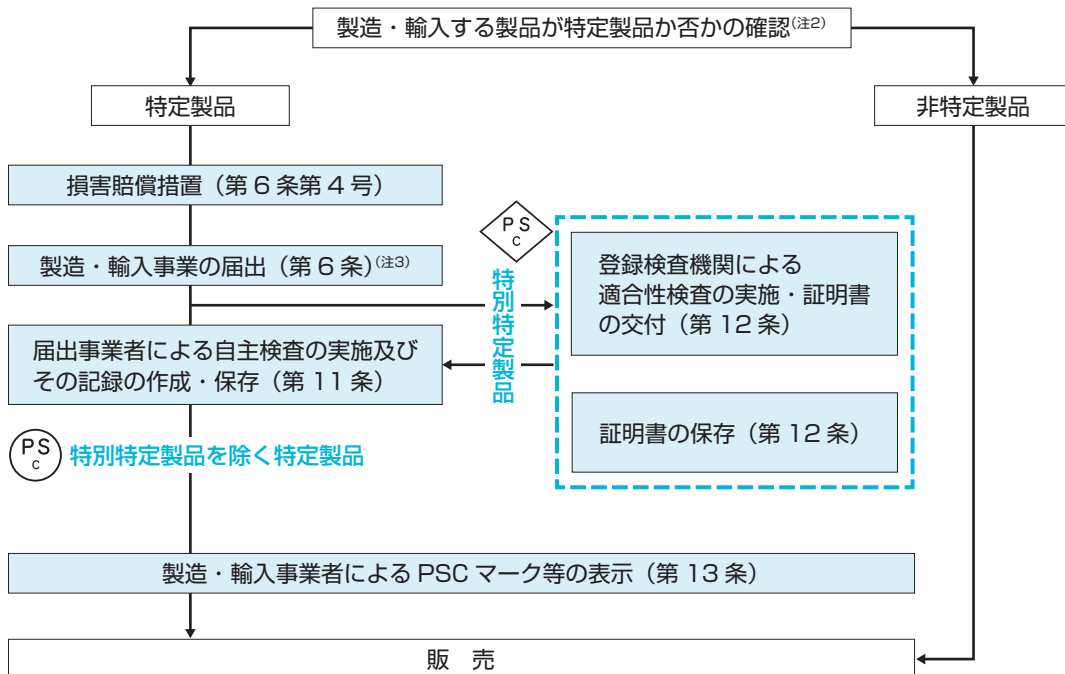 製造・輸入する製品が特定製品か否かの確認(注2)
特定製品
非特定製品
損害賠償措置（第 6 条第 4 号）
製造・輸入事業の届出（第 6 条）(注3)
PS
C
特別特定製品
登録検査機関による
適合性検査の実施・証明書
の交付（第 12 条）
届出事業者による自主検査の実施及び
その記録の作成・保存（第 11 条）
証明書の保存（第 12 条）
PS
C
特別特定製品を除く特定製品
製造・輸入事業者による PSC マーク等の表示（第 13 条）
販　売